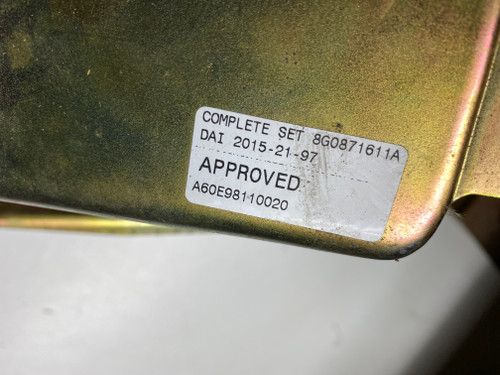 COMPLETE SET 8G0871611A
DAI 2015-21-97
APPROVED
A60E98110020